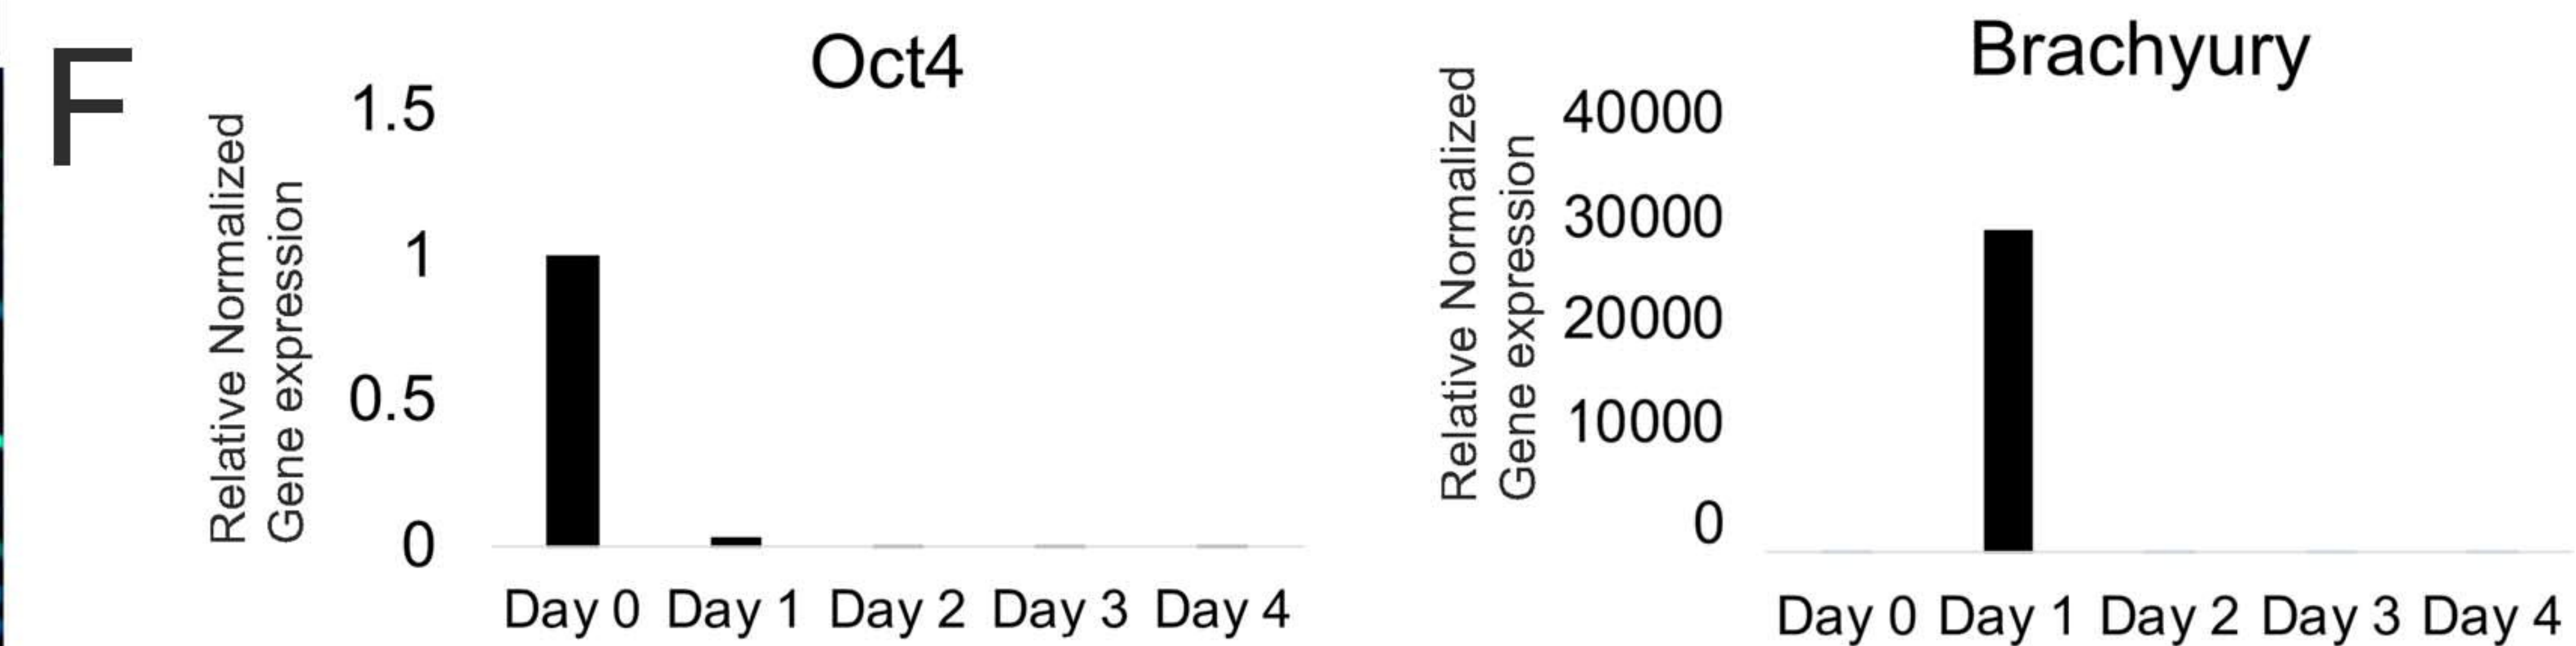 F
Oct4
Relative Normalized
Gene expression
1.5
1
0.5
0
Day 0 Day 1 Day 2 Day 3 Day 4
Brachyury
Relative Normalized
Gene expression
40000
30000
20000
10000
0
Day 0 Day 1 Day 2 Day 3 Day 4